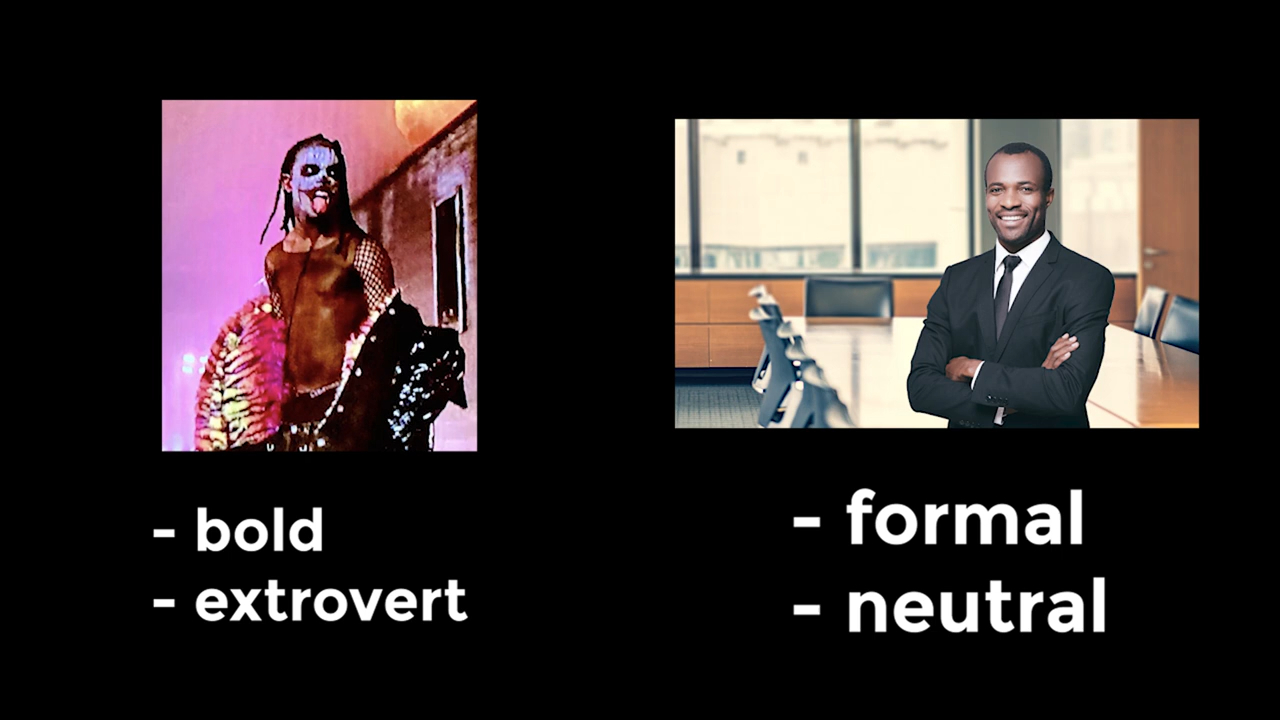 - bold
- extrovert
- formal
- neutral